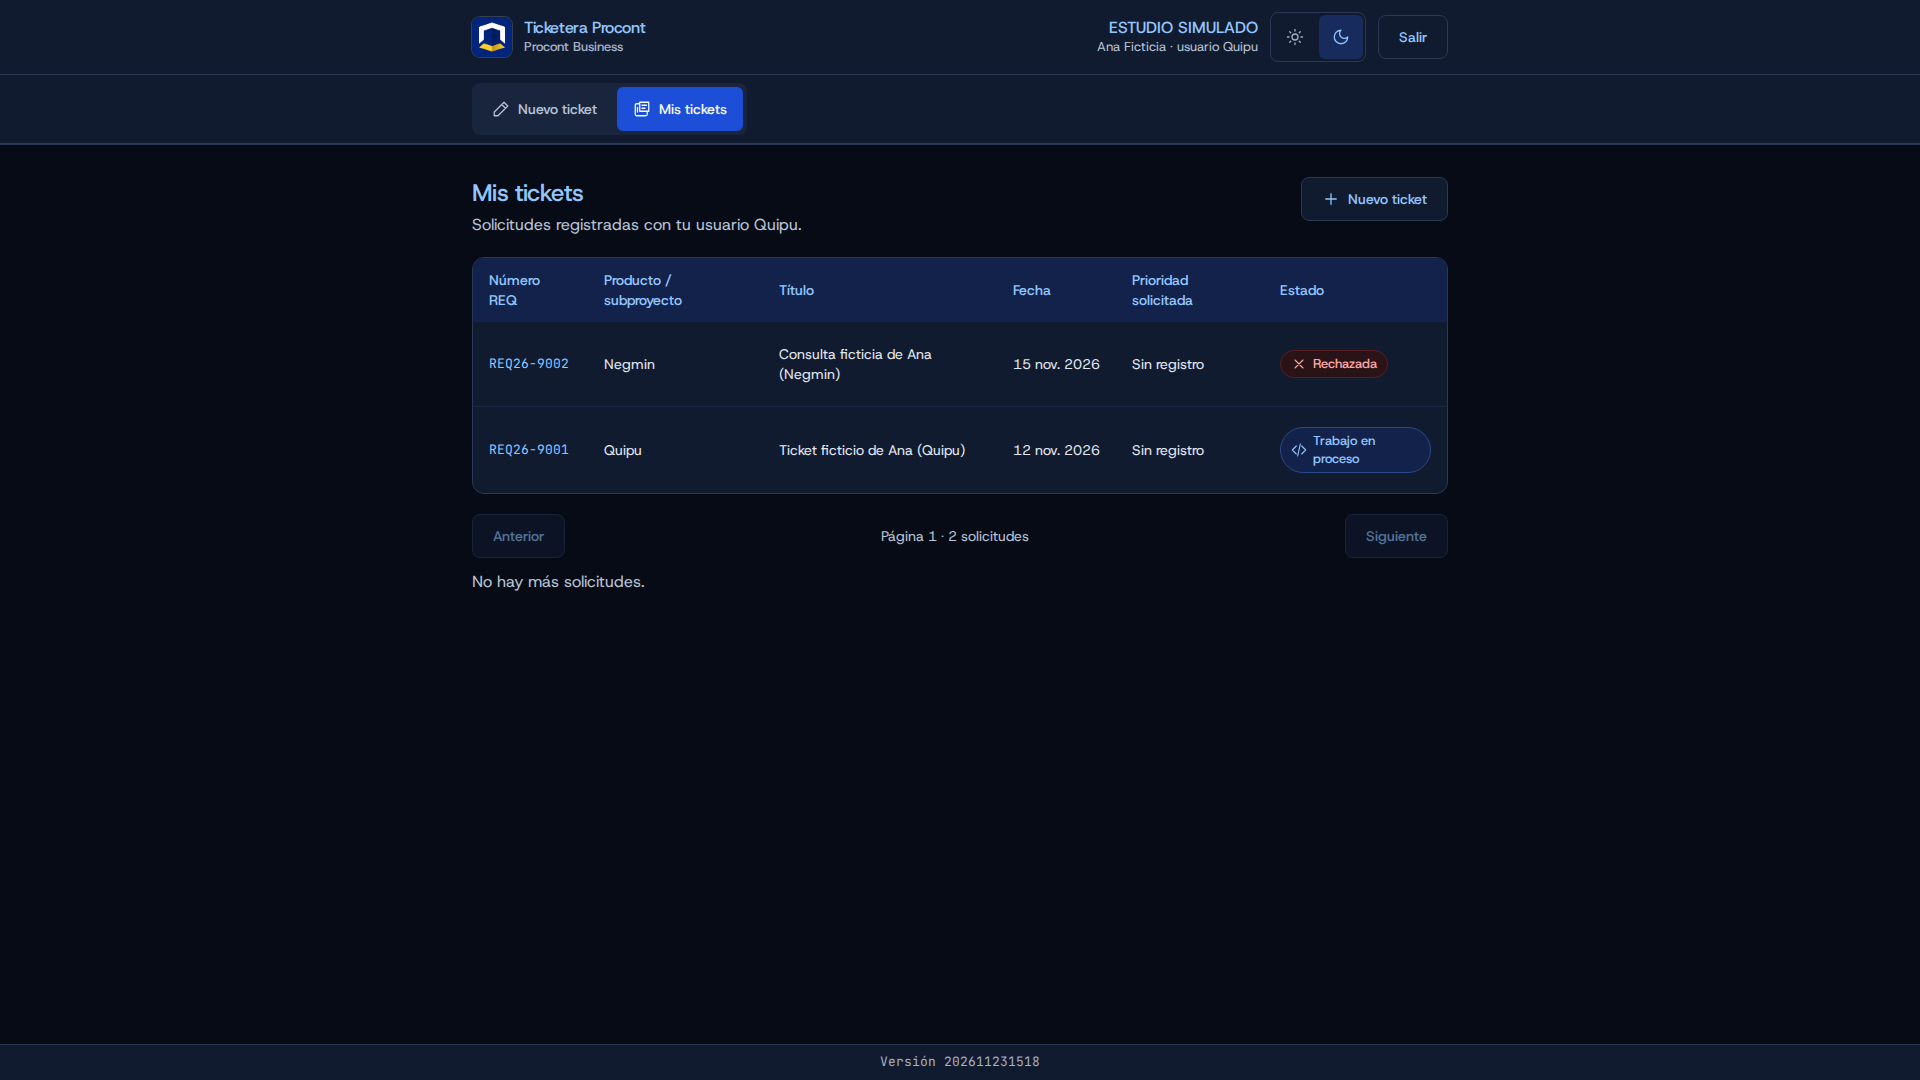 Ticketera Procont
Procont Business
ESTUDIO SIMULADO
Ana Ficticia · usuario Quipu
Salir
Nuevo ticket
Mis tickets
Mis tickets
Solicitudes registradas con tu usuario Quipu.
Nuevo ticket
Número
REQ
Producto /
subproyecto
Título
Fecha
Prioridad
solicitada
Estado
REQ26-9002
Negmin
Consulta ficticia de Ana
(Negmin)
15 nov. 2026
Sin registro
Rechazada
REQ26-9001
Quipu
Ticket ficticio de Ana (Quipu)
12 nov. 2026
Sin registro
Trabajo en
proceso
Anterior
Página 1 · 2 solicitudes
Siguiente
No hay más solicitudes.
Versión 202611231518